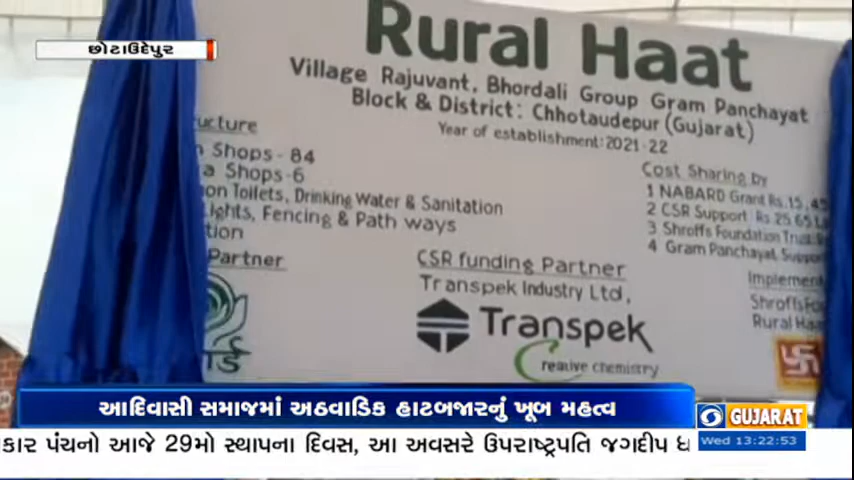 છોટાઉદેપુર
Rural Haat
Village Rajuvant, Bhordali Group Gram Panchayat
Block & District: Chhotaudepur (Gujarat)
Year of establishment: 2021-22
Shops - 84
Shops - 6
Toilets, Drinking Water & Sanitation
Lights, Fencing & Path ways
Partner
CSR funding Partner
Transpek Industry Ltd,
Transpek
creative chemistry
Cost Sharing by
1 NABARD Grant Rs. 15.45
2 CSR Support: Rs 25.65
3 Shroffs Foundation Trust
4 Gram Panchayat Support
Implement
Shroffs
Rural Haat
આદિવાસી સમાજમાં અઠવાડિક હાટબજારનું ખૂબ મહત્વ
GUJARAT
Wed 13:22:53
પંચનો આજે 29મો સ્થાપના દિવસ, આ અવસરે ઉપરાષ્ટ્રપતિ જગદીપ